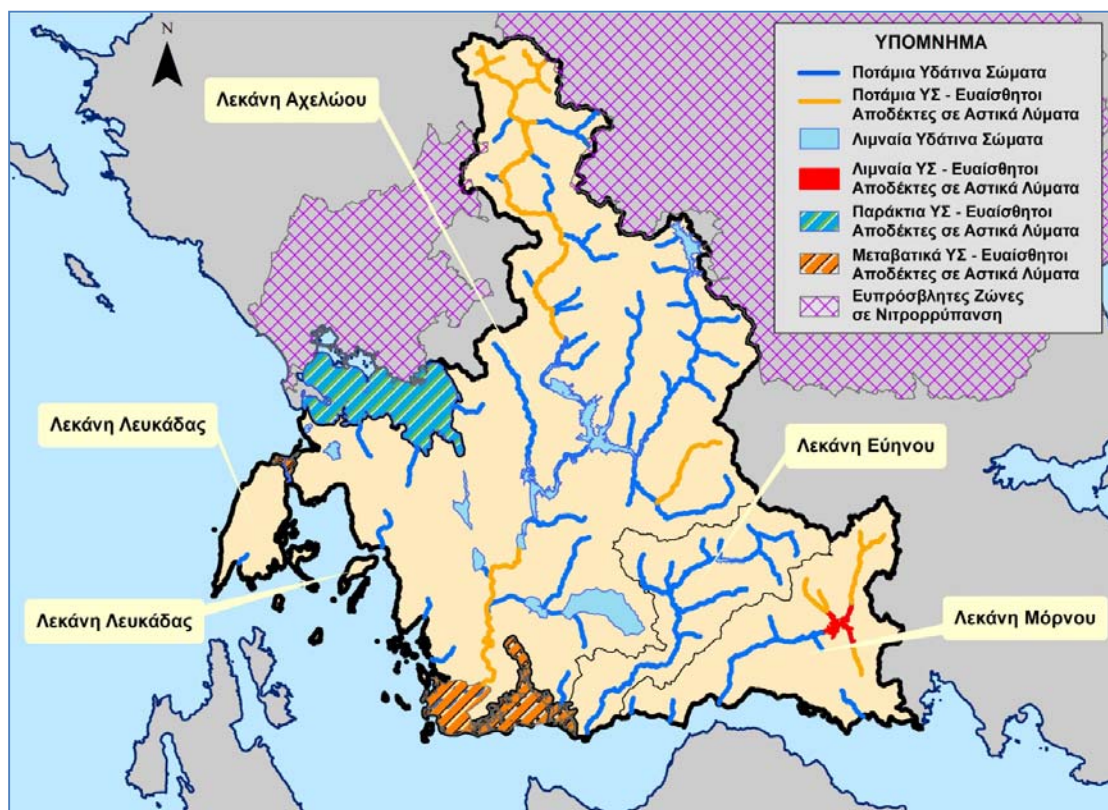 N
ΥΠΟΜΝΗΜΑ
Ποτάμια Υδάτινα Σώματα
Ποτάμια ΥΣ - Ευαίσθητοι
Αποδέκτες σε Αστικά Λύματα
Λιμναία Υδάτινα Σώματα
Λιμναία ΥΣ - Ευαίσθητοι
Αποδέκτες σε Αστικά Λύματα
Παράκτια ΥΣ - Ευαίσθητοι
Αποδέκτες σε Αστικά Λύματα
Μεταβατικά ΥΣ - Ευαίσθητοι
Αποδέκτες σε Αστικά Λύματα
Ευπρόσβλητες Ζώνες
σε Νιτρορρύπανση
Λεκάνη Αχελώου
Λεκάνη Λευκάδας
Λεκάνη Εύηνου
Λεκάνη Λευκάδας
Λεκάνη Μόρνου